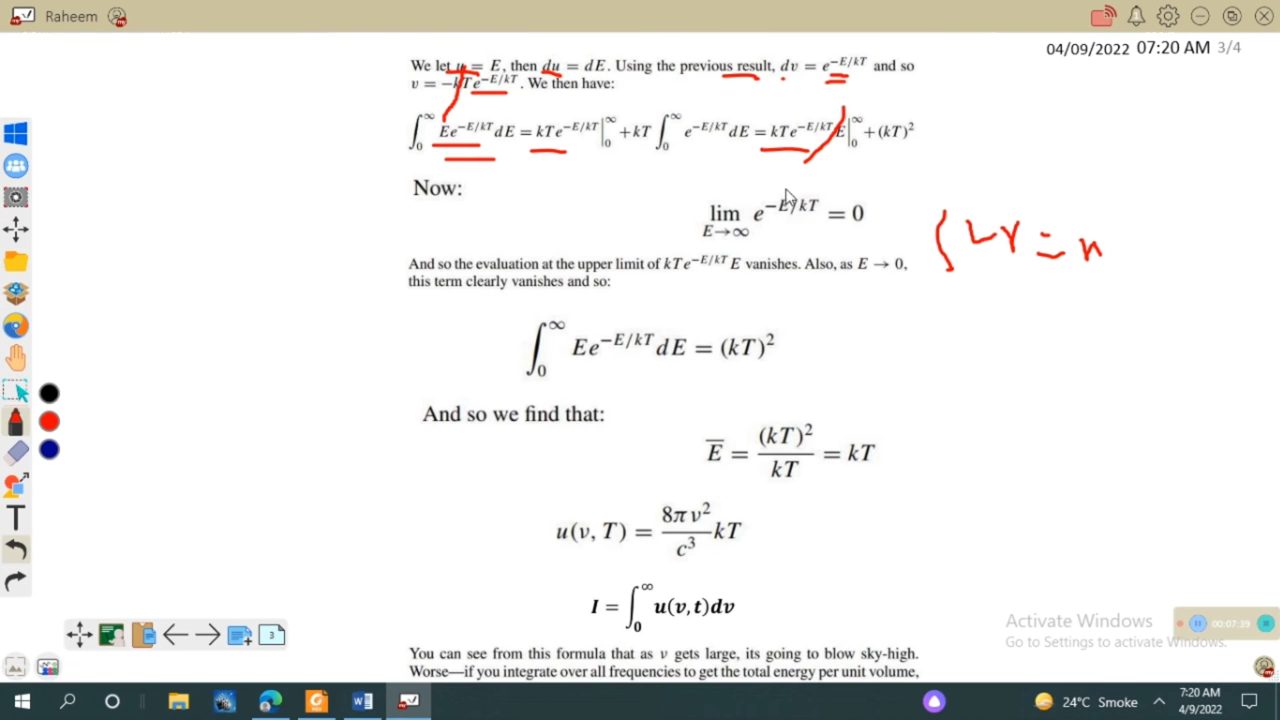 Raheem
04/09/2022 07:20 AM 3/4
We let u = E, then du = dE. Using the previous result, dv = e^{−E/kT} and so
v = −kTe^{−E/kT}. We then have:
∫_0^∞ Ee^{−E/kT}dE = kTe^{−E/kT}|_0^∞ + kT ∫_0^∞ e^{−E/kT}dE = kTe^{−E/kT}E|_0^∞ + (kT)^2
Now:
lim_{E→∞} e^{−E/kT} = 0
And so the evaluation at the upper limit of kTe^{−E/kT}E vanishes. Also, as E → 0,
this term clearly vanishes and so:
∫_0^∞ Ee^{−E/kT}dE = (kT)^2
And so we find that:
E̅ = (kT)^2/kT = kT
u(ν, T) = 8πν^2/c^3 kT
I = ∫_0^∞ u(v,t)dv
You can see from this formula that as ν gets large, its going to blow sky-high.
Worse—if you integrate over all frequencies to get the total energy per unit volume,
Activate Windows
Go to Settings to activate Windows.
00:07:39
T
3
24°C Smoke
7:20 AM
4/9/2022